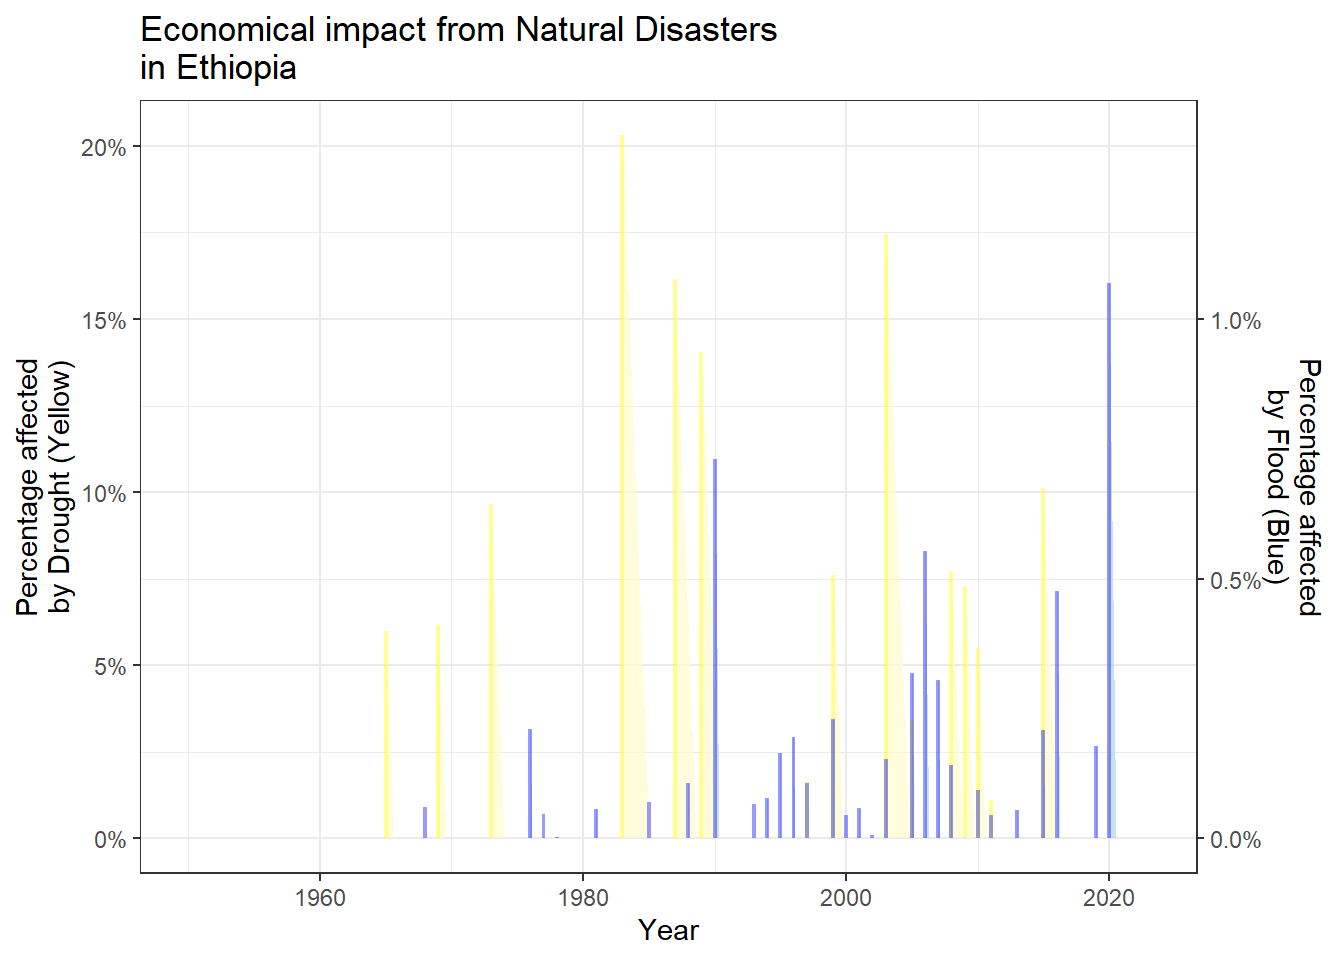 Economical impact from Natural Disasters
in Ethiopia
20%
15%
10%
5%
0%
Percentage affected
by Drought (Yellow)
1.0%
0.5%
0.0%
Percentage affected
by Flood (Blue)
1960
1980
2000
2020
Year